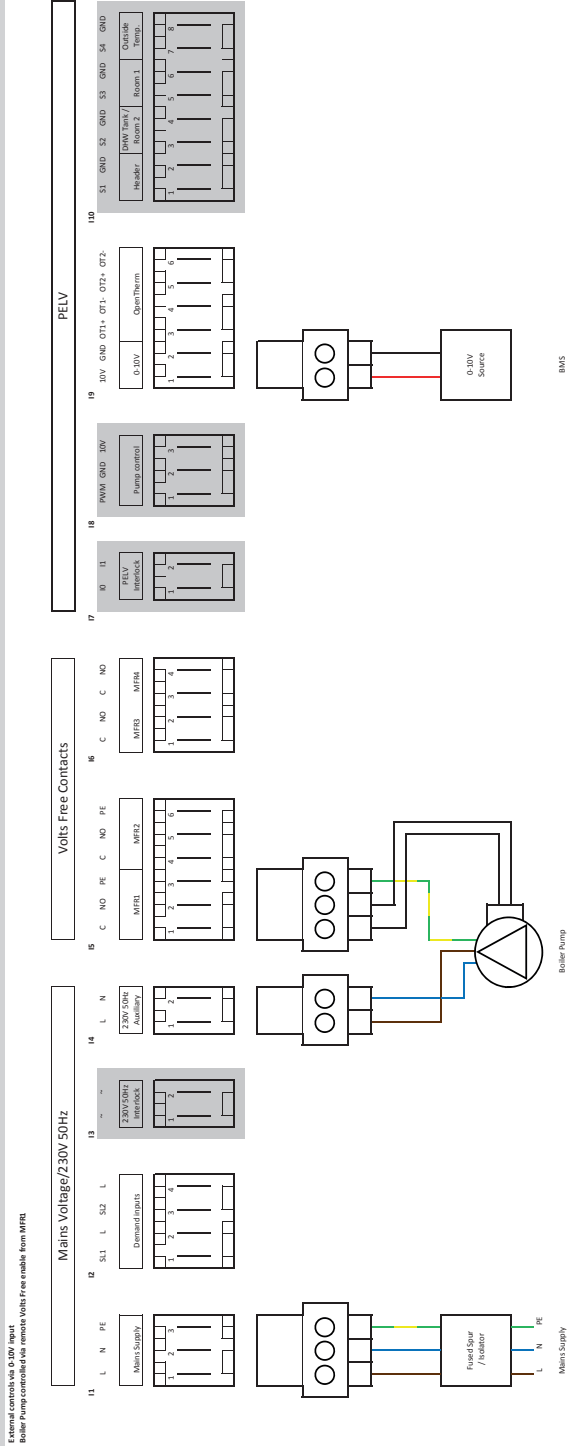 External controls via 0-10V input
Boiler Pump controlled via remote Volts Free enable from MFR1
Mains Voltage/230V 50Hz
Volts Free Contacts
PELV
I1
L N PE
Mains Supply
1 2 3
I2
SL1 L SL2 L
Demand inputs
1 2 3 4
I3
~ ~
230V 50Hz
Interlock
1 2
I4
L N
230V 50Hz
Auxiliary
1 2
I5
C NO PE C NO PE
MFR1 MFR2
1 2 3 4 5 6
I6
C NO C NO
MFR3 MFR4
1 2 3 4
I7
I0 I1
PELV
Interlock
1 2
I8
PWM GND 10V
Pump control
1 2 3
I9
10V GND OT1+ OT1- OT2+ OT2-
0-10V OpenTherm
1 2 3 4 5 6
I10
S1 GND S2 GND S3 GND S4 GND
Header
DHW Tank /
Room 2
Room 1
Outside
Temp.
1 2 3 4 5 6 7 8
Fused Spur
/ Isolator
L N PE
Mains Supply
Boiler Pump
0-10V
Source
BMS